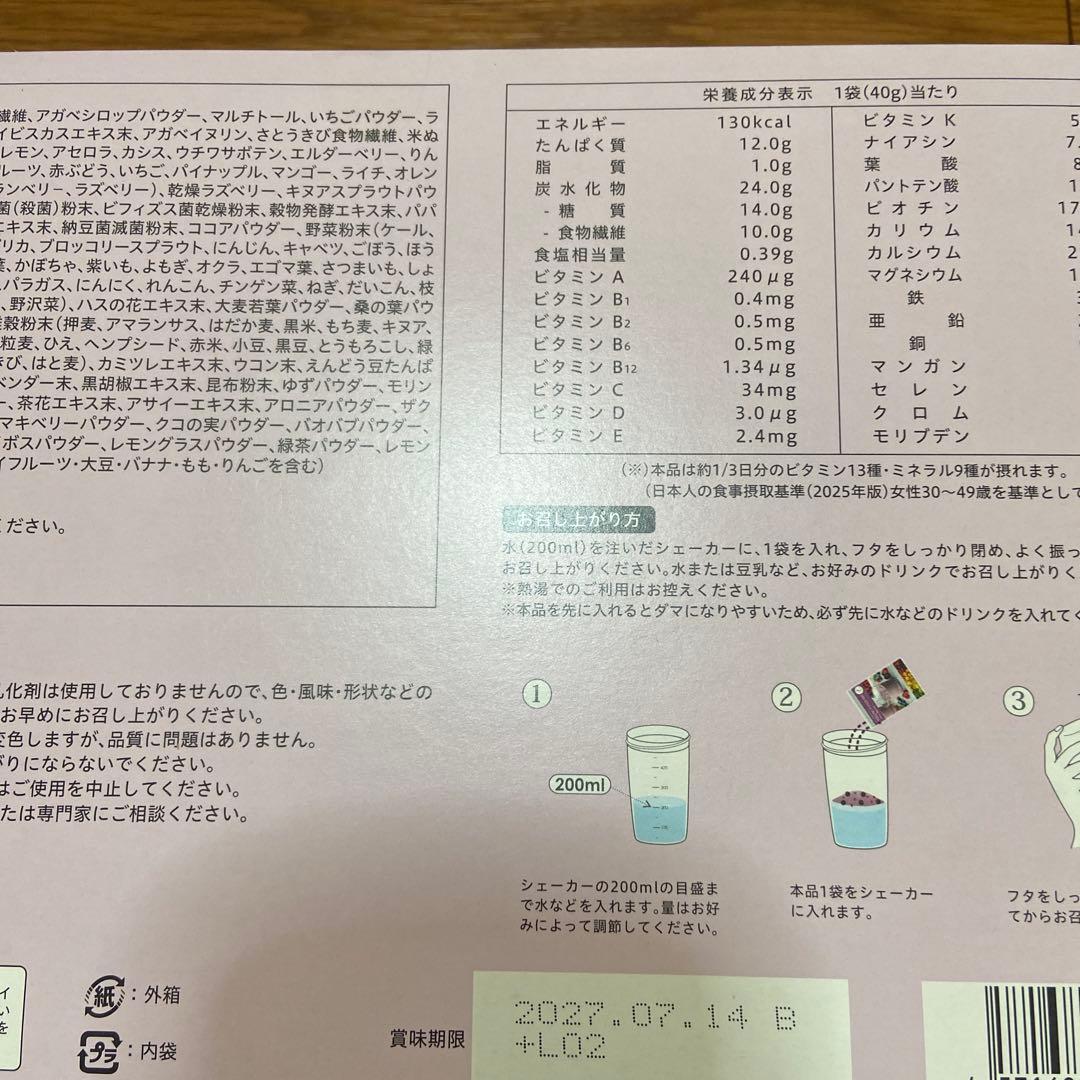 繊維、アガベシロップパウダー、マルチトール、いちごパウダー、ラ
イビスカスエキス末、アガベイヌリン、さとうきび食物繊維、米ぬ
レモン、アセロラ、カシス、ウチワサボテン、エルダーベリー、りん
ルーツ、赤ぶどう、いちご、パイナップル、マンゴー、ライチ、オレン
ランベリー、ラズベリー)、乾燥ラズベリー、キヌアスプラウトパウ
菌(殺菌)粉末、ビフィズス菌乾燥粉末、穀物発酵エキス末、パパ
エキス末、納豆菌滅菌粉末、ココアパウダー、野菜粉末(ケール、
プリカ、ブロッコリースプラウト、にんじん、キャベツ、ごぼう、ほう
葉、かぼちゃ、紫いも、よもぎ、オクラ、エゴマ葉、さつまいも、しょ
スパラガス、にんにく、れんこん、チンゲン菜、ねぎ、だいこん、枝
、野沢菜)、ハスの花エキス末、大麦若葉パウダー、桑の葉パウ
雑穀粉末(押麦、アマランサス、はだか麦、黒米、もち麦、キヌア、
粒麦、ひえ、ヘンプシード、赤米、小豆、黒豆、とうもろこし、緑
きび、はと麦)、カミツレエキス末、ウコン末、えんどう豆たんぱ
ベンダー末、黒胡椒エキス末、昆布粉末、ゆずパウダー、モリン
ー、茶花エキス末、アサイーエキス末、アロニアパウダー、ザク
マキベリーパウダー、クコの実パウダー、バオバブパウダー、
イボスパウダー、レモングラスパウダー、緑茶パウダー、レモン
イフルーツ・大豆・バナナ・もも・りんごを含む)
ください。
栄養成分表示 1袋(40g)当たり
エネルギー 130kcal
たんぱく質 12.0g
脂質 1.0g
炭水化物 24.0g
- 糖質 14.0g
- 食物繊維 10.0g
食塩相当量 0.39g
ビタミン A 240μg
ビタミン B1 0.4mg
ビタミン B2 0.5mg
ビタミン B6 0.5mg
ビタミン B12 1.34μg
ビタミン C 34mg
ビタミン D 3.0μg
ビタミン E 2.4mg
ビタミン K 5
ナイアシン 7.
葉酸 8
パントテン酸 1
ビオチン 17
カリウム 14
カルシウム 2
マグネシウム 1
鉄
亜鉛
銅
マンガン
セレン
クロム
モリブデン
(※)本品は約1/3日分のビタミン13種・ミネラル9種が摂れます。
(日本人の食事摂取基準(2025年版)女性30〜49歳を基準として
お召し上がり方
水(200ml)を注いだシェーカーに、1袋を入れ、フタをしっかり閉め、よく振っ
お召し上がりください。水または豆乳など、お好みのドリンクでお召し上がりく
※熱湯でのご利用はお控えください。
※本品を先に入れるとダマになりやすいため、必ず先に水などのドリンクを入れてく
乳化剤は使用しておりませんので、色・風味・形状などの
お早めにお召し上がりください。
変色しますが、品質に問題はありません。
がりにならないでください。
はご使用を中止してください。
たは専門家にご相談ください。
① ② ③
200ml
シェーカーの200mlの目盛ま
で水などを入れます。量はお好
みによって調節してください。
本品1袋をシェーカー
に入れます。
フタをしっ
てからお召
イ
い
を
紙:外箱
プラ:内袋
賞味期限
2027.07.14 B
+L02